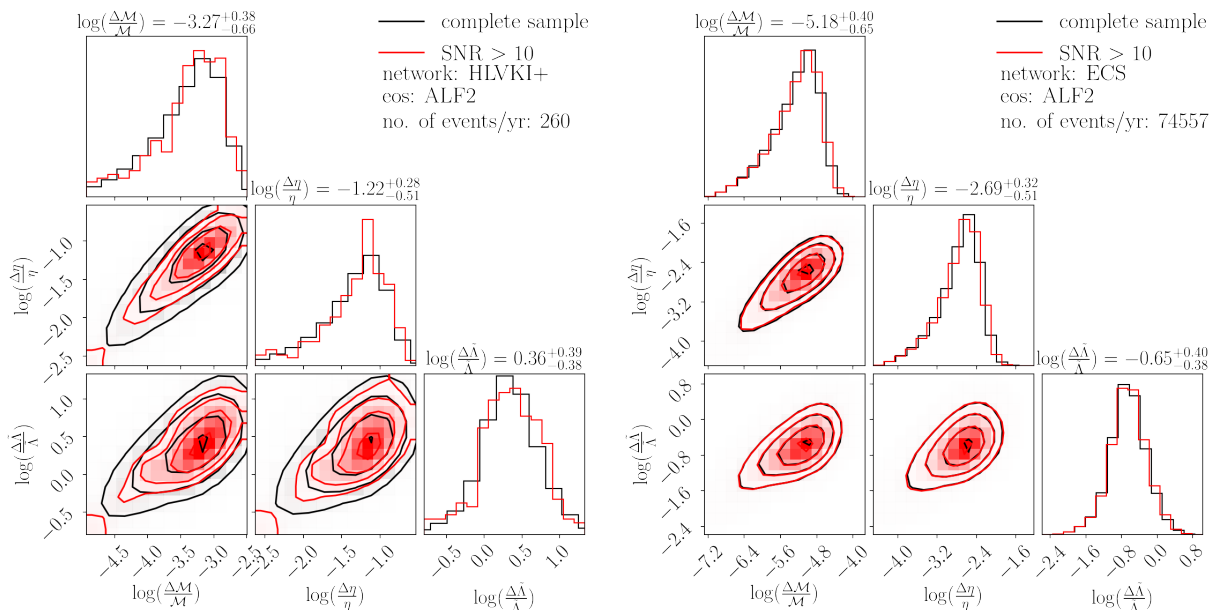 log(ΔM/M) = −3.27 +0.38 −0.66
complete sample
SNR > 10
network: HLVKI+
eos: ALF2
no. of events/yr: 260
log(Δη/η) = −1.22 +0.28 −0.51
log(Δη/η)
−1.0
−1.5
−2.0
−2.5
log(ΔΛ̃/Λ̃) = 0.36 +0.39 −0.38
log(ΔΛ̃/Λ̃)
1.0
0.5
0.0
−0.5
−4.5 −4.0 −3.5 −3.0 −2.5
log(ΔM/M)
−2.5 −2.0 −1.5 −1.0
log(Δη/η)
−0.5 0.0 0.5 1.0
log(ΔΛ̃/Λ̃)
log(ΔM/M) = −5.18 +0.40 −0.65
complete sample
SNR > 10
network: ECS
eos: ALF2
no. of events/yr: 74557
log(Δη/η) = −2.69 +0.32 −0.51
log(Δη/η)
−1.6
−2.4
−3.2
−4.0
log(ΔΛ̃/Λ̃) = −0.65 +0.40 −0.38
log(ΔΛ̃/Λ̃)
0.8
0.0
−0.8
−1.6
−2.4
−7.2 −6.4 −5.6 −4.8 −4.0
log(ΔM/M)
−4.0 −3.2 −2.4 −1.6
log(Δη/η)
−2.4 −1.6 −0.8 0.0 0.8
log(ΔΛ̃/Λ̃)